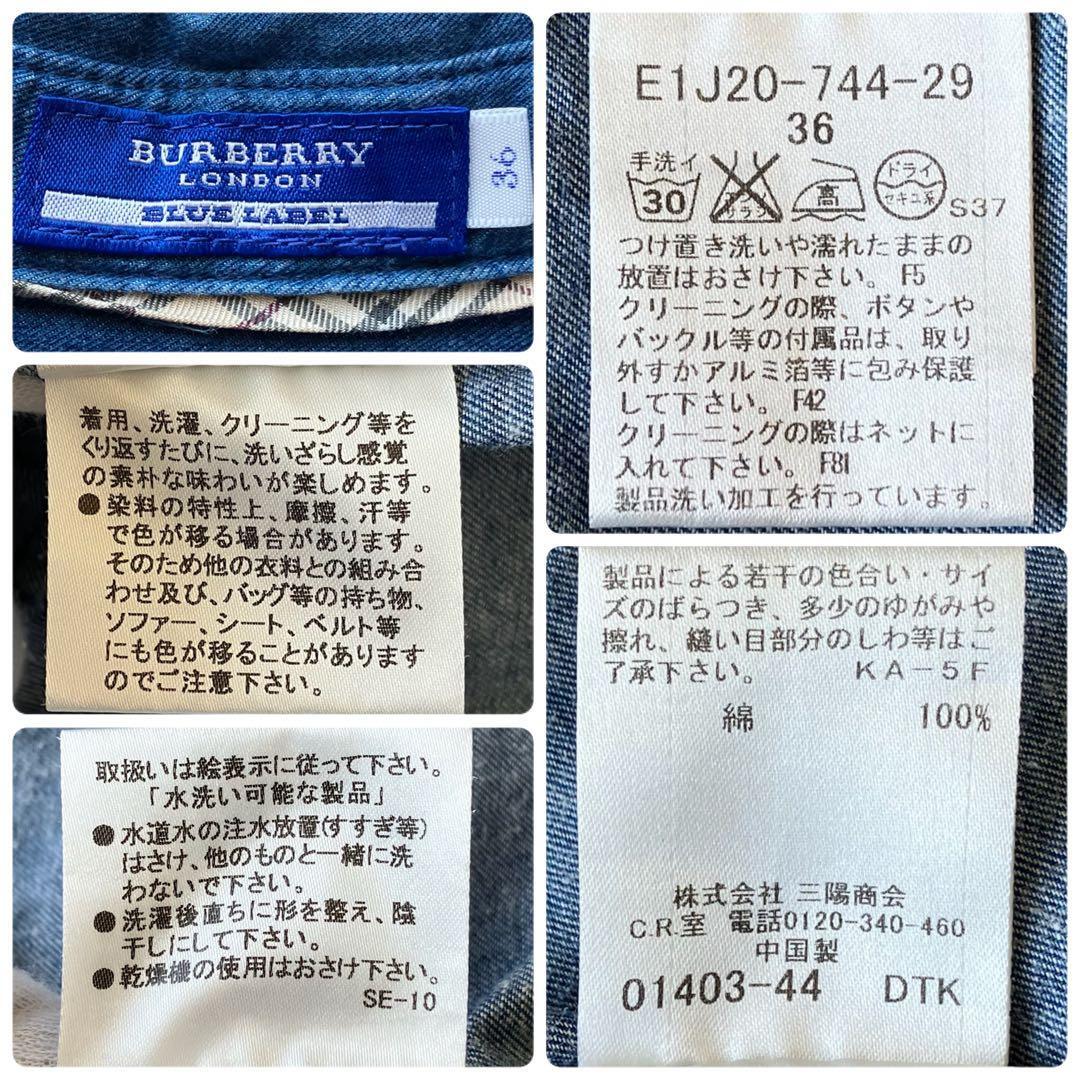 BURBERRY
LONDON
BLUE LABEL
36
着用、洗濯、クリーニング等を
くり返すたびに、洗いざらし感覚
の素朴な味わいが楽しめます。
●染料の特性上、摩擦、汗等
で色が移る場合があります。
そのため他の衣料との組み合
わせ及び、バッグ等の持ち物、
ソファー、シート、ベルト等
にも色が移ることがあります
のでご注意下さい。
取扱いは絵表示に従って下さい。
「水洗い可能な製品」
●水道水の注水放置(すすぎ等)
はさけ、他のものと一緒に洗
わないで下さい。
●洗濯後直ちに形を整え、陰
干しにして下さい。
●乾燥機の使用はおさけ下さい。
SE-10
E1J20-744-29
36
手洗イ 30 サラシ 高 ドライ セキユ系 S37
つけ置き洗いや濡れたままの
放置はおさけ下さい。 F5
クリーニングの際、ボタンや
バックル等の付属品は、取り
外すかアルミ箔等に包み保護
して下さい。 F42
クリーニングの際はネットに
入れて下さい。 F81
製品洗い加工を行っています。
製品による若干の色合い・サイ
ズのばらつき、多少のゆがみや
擦れ、縫い目部分のしわ等はご
了承下さい。 KA-5F
綿 100%
株式会社 三陽商会
C.R.室 電話0120-340-460
中国製
01403-44 DTK